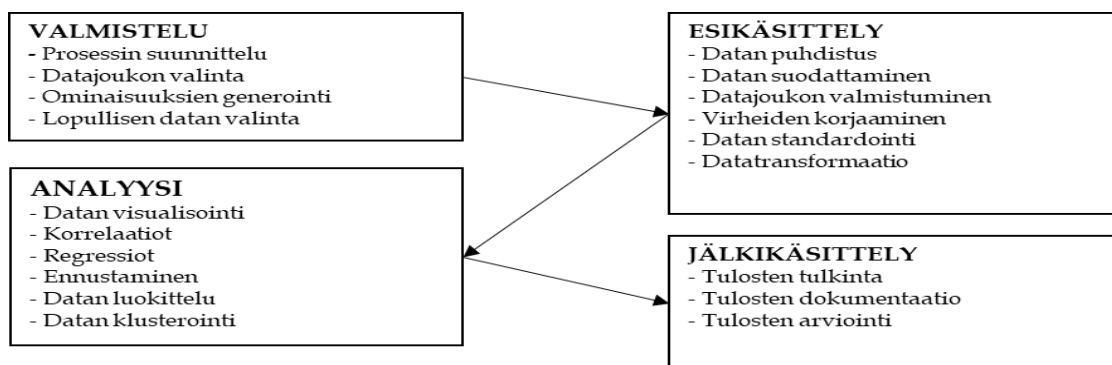 VALMISTELU
- Prosessin suunnittelu
- Datajoukon valinta
- Ominaisuuksien generointi
- Lopullisen datan valinta
ESIKÄSITTELY
- Datan puhdistus
- Datan suodattaminen
- Datajoukon valmistuminen
- Virheiden korjaaminen
- Datan standardointi
- Datatransformaatio
ANALYYSI
- Datan visualisointi
- Korrelaatiot
- Regressiot
- Ennustaminen
- Datan luokittelu
- Datan klusterointi
JÄLKIKÄSITTELY
- Tulosten tulkinta
- Tulosten dokumentaatio
- Tulosten arviointi